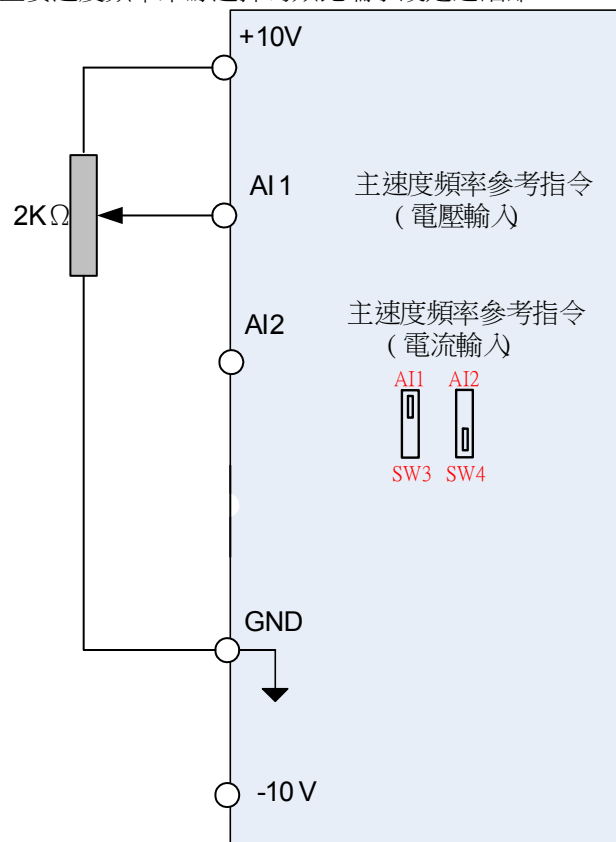 +10V
AI 1
主速度頻率參考指令
( 電壓輸入)
2KΩ
AI2
主速度頻率參考指令
( 電流輸入)
AI1 AI2
SW3 SW4
GND
-10 V